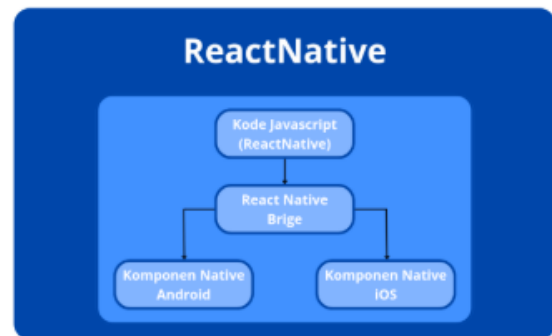 ReactNative
Kode Javascript
(ReactNative)
React Native
Brige
Komponen Native
Android
Komponen Native
iOS